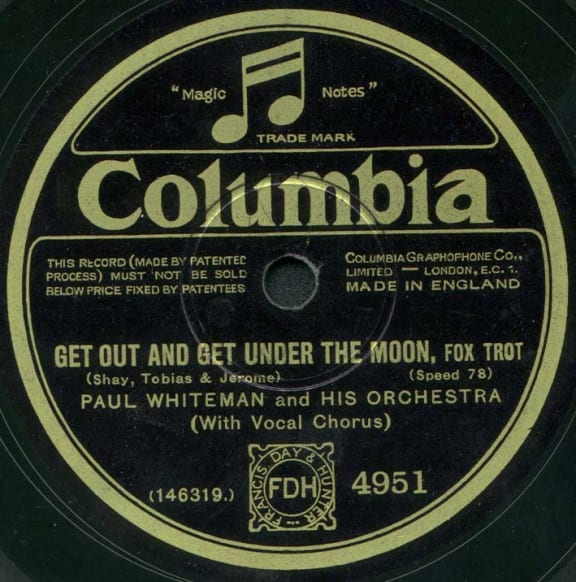 "Magic Notes"
TRADE MARK
Columbia
THIS RECORD (MADE BY PATENTED
PROCESS) MUST NOT BE SOLD
BELOW PRICE FIXED BY PATENTEES
COLUMBIA GRAPHOPHONE CO.,
LIMITED — LONDON, E.C. 1.
MADE IN ENGLAND
GET OUT AND GET UNDER THE MOON, FOX TROT
(Shay, Tobias & Jerome) (Speed 78)
PAUL WHITEMAN and HIS ORCHESTRA
(With Vocal Chorus)
FRANCIS, DAY & HUNTER
FDH
(146319.)
4951